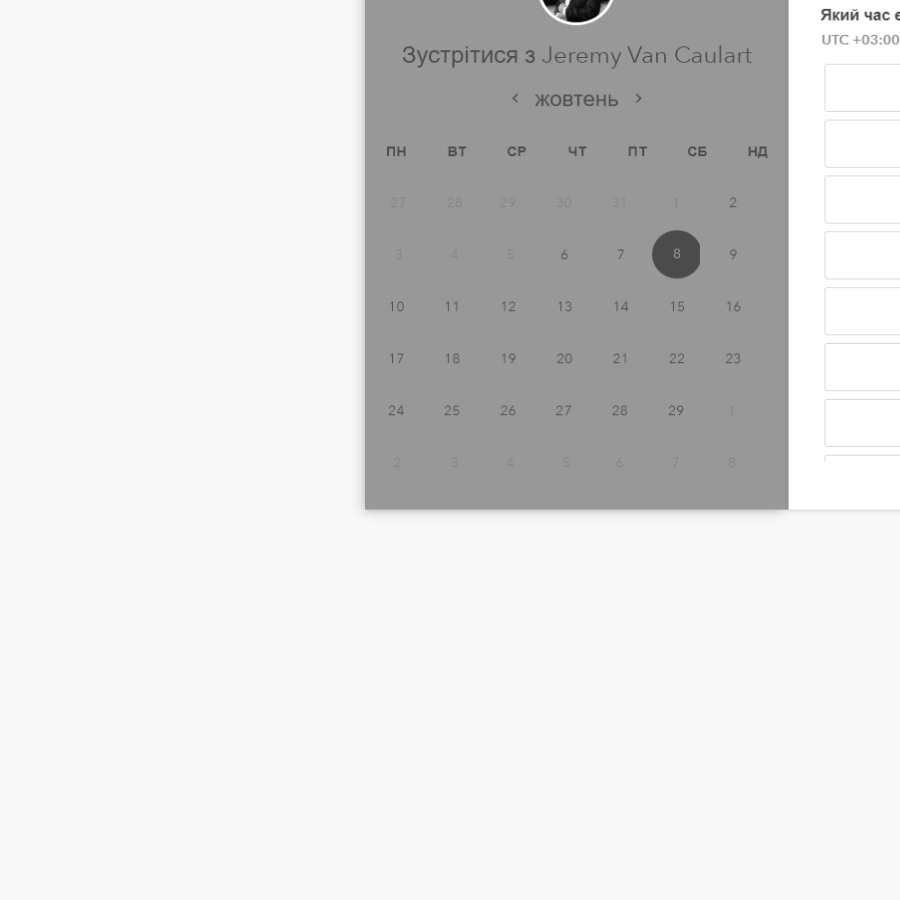 Зустрітися з Jeremy Van Caulart
жовтень
ПН ВТ СР ЧТ ПТ СБ НД
27 28 29 30 31 1 2
3 4 5 6 7 8 9
10 11 12 13 14 15 16
17 18 19 20 21 22 23
24 25 26 27 28 29 1
2 3 4 5 6 7 8
Який час
UTC +03:00